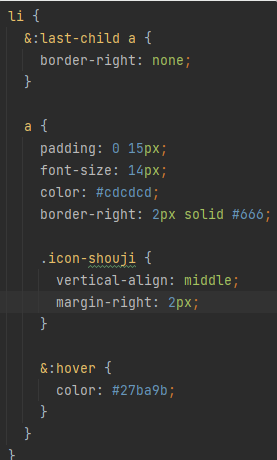 li {
&:last-child a {
border-right: none;
}
a {
padding: 0 15px;
font-size: 14px;
color: #cdcdcd;
border-right: 2px solid #666;
.icon-shouji {
vertical-align: middle;
margin-right: 2px;
}
&:hover {
color: #27ba9b;
}
}
}